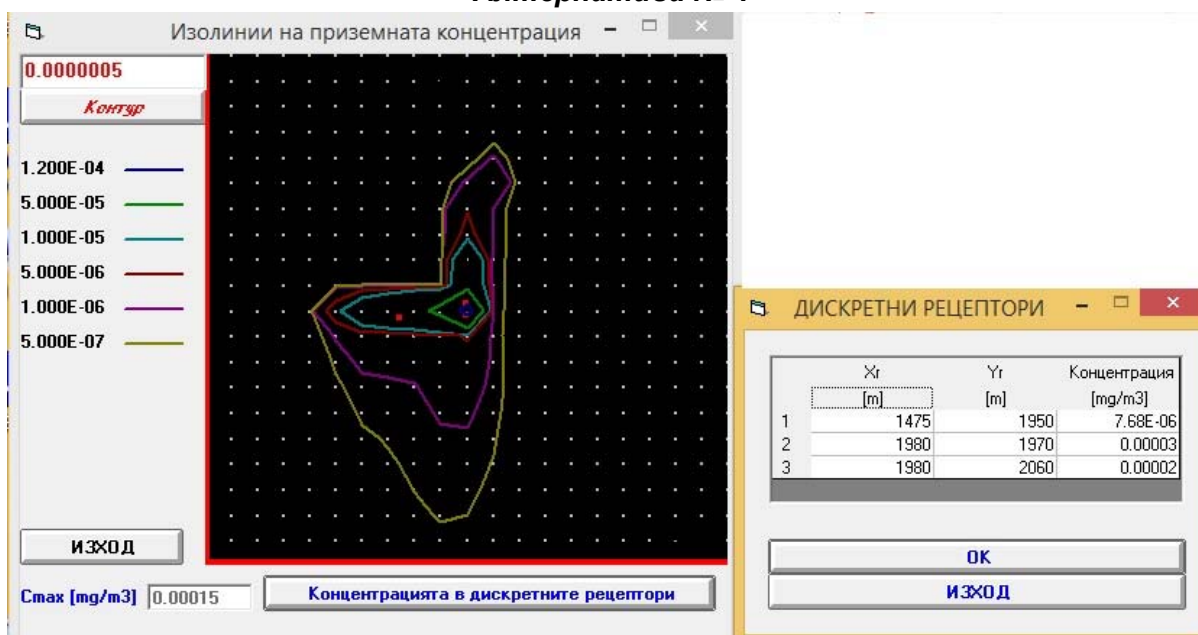 Изолинии на приземната концентрация
0.0000005
Контур
1.200E-04
5.000E-05
1.000E-05
5.000E-06
1.000E-06
5.000E-07
ИЗХОД
Cmax [mg/m3] 0.00015
Концентрацията в дискретните рецептори
ДИСКРЕТНИ РЕЦЕПТОРИ
Xr Yr Концентрация
[m] [m] [mg/m3]
1 1475 1950 7.68E-06
2 1980 1970 0.00003
3 1980 2060 0.00002
OK
ИЗХОД